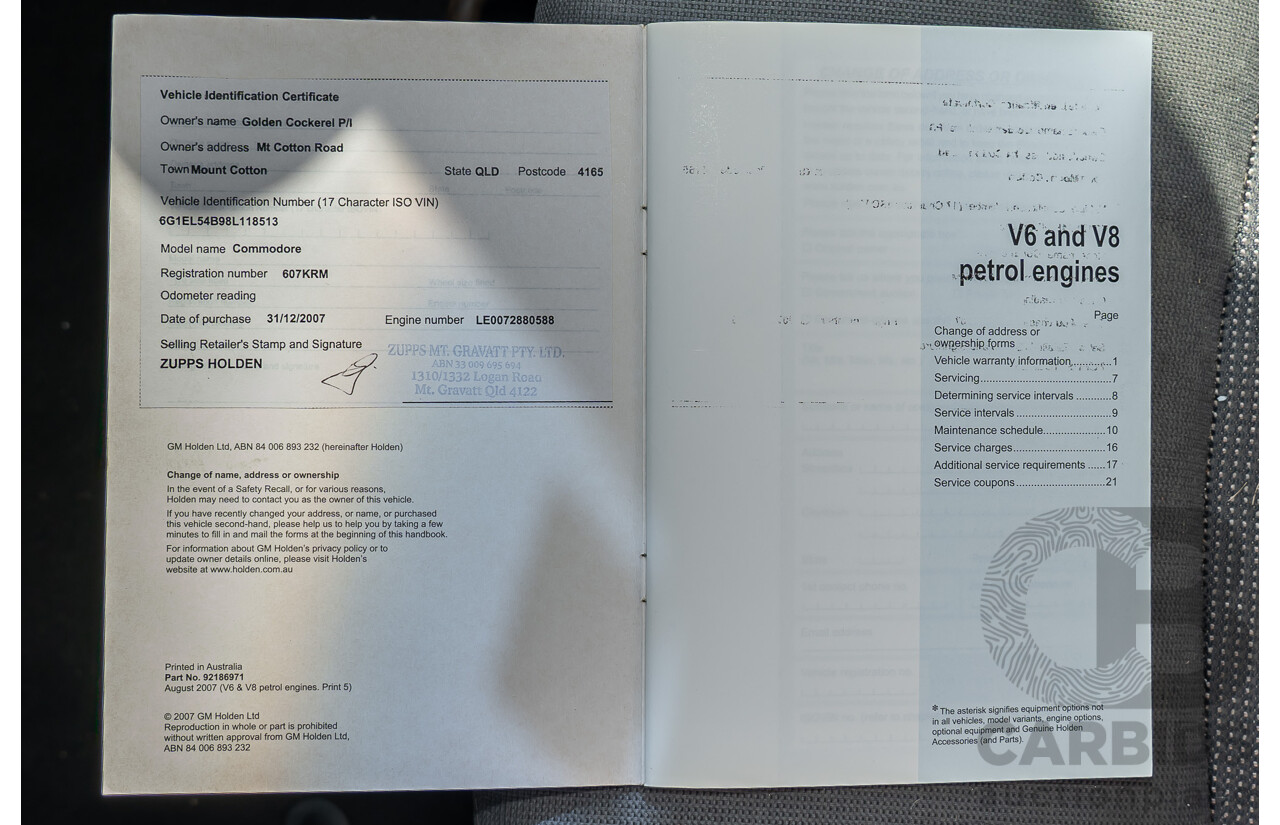 Vehicle Identification Certificate
Owner's name Golden Cockerel P/l
Owner's address Mt Cotton Road
Town Mount Cotton State QLD Postcode 4165
Vehicle Identification Number (17 Character ISO VIN)
6G1EL54B98L118513
Model name Commodore
Registration number 607KRM
Odometer reading
Date of purchase 31/12/2007 Engine number LE0072880588
Selling Retailer's Stamp and Signature
ZUPPS HOLDEN
ZUPPS MT. GRAVATT PTY. LTD.
ABN 33 009 695 694
1310/1332 Logan Road
Mt. Gravatt Qld 4122
GM Holden Ltd, ABN 84 006 893 232 (hereinafter Holden)
Change of name, address or ownership
In the event of a Safety Recall, or for various reasons,
Holden may need to contact you as the owner of this vehicle.
If you have recently changed your address, or name, or purchased
this vehicle second-hand, please help us to help you by taking a few
minutes to fill in and mail the forms at the beginning of this handbook.
For information about GM Holden's privacy policy or to
update owner details online, please visit Holden's
website at www.holden.com.au
Printed in Australia
Part No. 92186971
August 2007 (V6 & V8 petrol engines. Print 5)
© 2007 GM Holden Ltd
Reproduction in whole or part is prohibited
without written approval from GM Holden Ltd,
ABN 84 006 893 232
V6 and V8
petrol engines
Page
Change of address or
ownership forms
Vehicle warranty information............1
Servicing........................................7
Determining service intervals ...........8
Service intervals .............................9
Maintenance schedule.....................10
Service charges..............................16
Additional service requirements ......17
Service coupons.............................21
* The asterisk signifies equipment options not
in all vehicles, model variants, engine options,
optional equipment and Genuine Holden
Accessories (and Parts).
CARBID